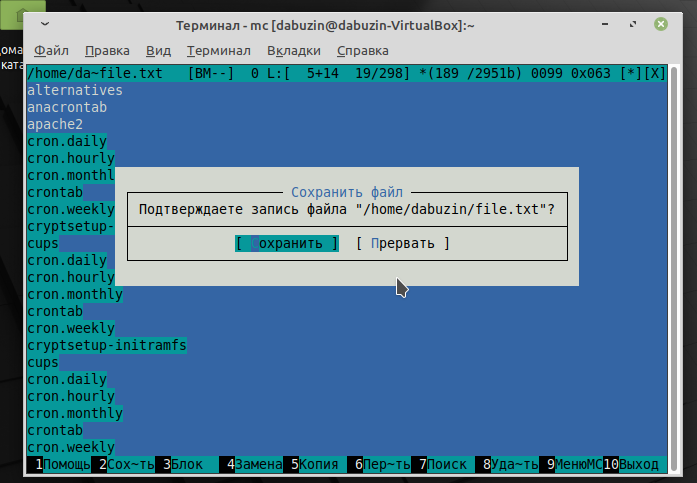 Терминал - mc [dabuzin@dabuzin-VirtualBox]:~
Файл Правка Вид Терминал Вкладки Справка
ката
/home/da~file.txt [BM--] 0 L:[ 5+14 19/298] *(189 /2951b) 0099 0x063 [*][X]
alternatives
anacrontab
apache2
cron.daily
cron.hourly
cron.monthl
crontab
cron.weekly
cryptsetup-
cups
cron.daily
cron.hourly
cron.monthly
crontab
cron.weekly
cryptsetup-initramfs
cups
cron.daily
cron.hourly
cron.monthly
crontab
cron.weekly
Сохранить файл
Подтверждаете запись файла "/home/dabuzin/file.txt"?
[ Сохранить ] [ Прервать ]
1Помощь 2Сох~ть 3Блок 4Замена 5Копия 6Пер~ть 7Поиск 8Уда~ть 9МенюМС 10Выход